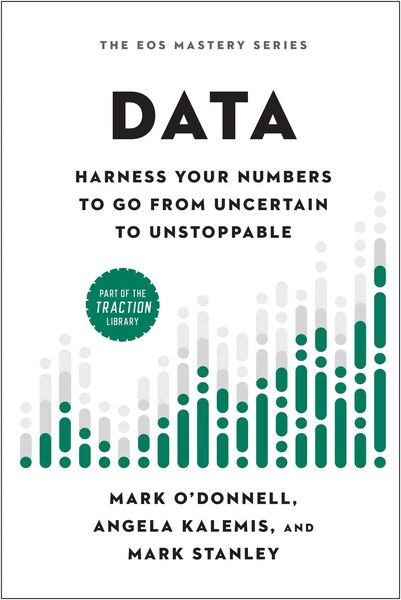 THE EOS MASTERY SERIES
DATA
HARNESS YOUR NUMBERS
TO GO FROM UNCERTAIN
TO UNSTOPPABLE
PART OF THE
TRACTION
LIBRARY
MARK O'DONNELL,
ANGELA KALEMIS, AND
MARK STANLEY